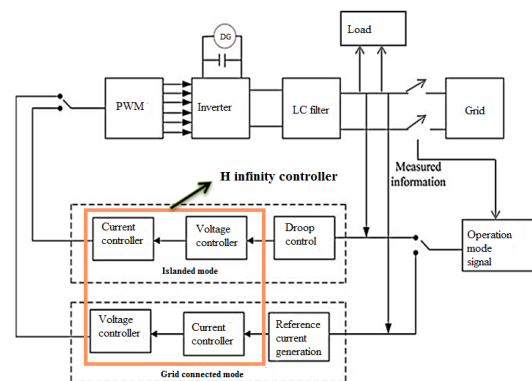 DG
Load
PWM
Inverter
LC filter
Grid
Measured
information
H infinity controller
Current
controller
Voltage
controller
Droop
control
Islanded mode
Operation
mode
signal
Voltage
controller
Current
controller
Reference
current
generation
Grid connected mode